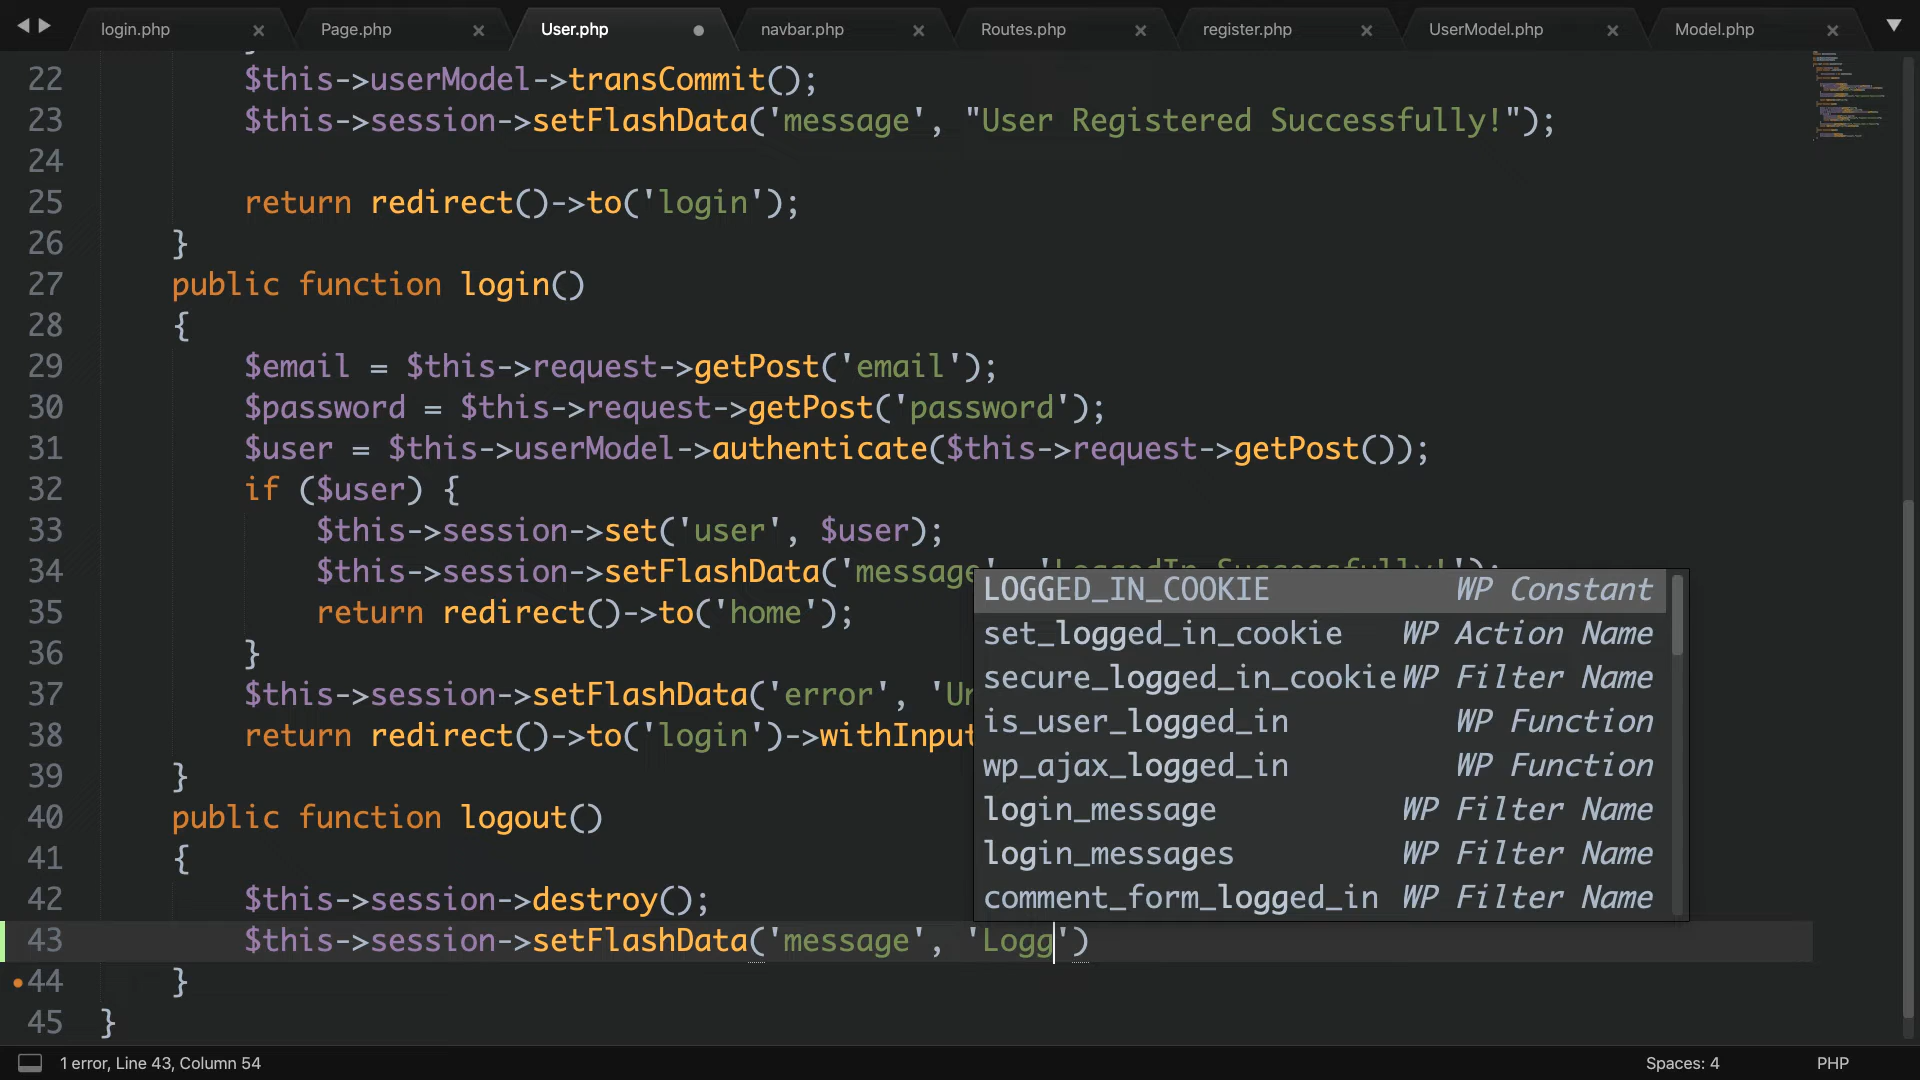 login.php
Page.php
User.php
navbar.php
Routes.php
register.php
UserModel.php
Model.php
22 $this->userModel->transCommit();
23 $this->session->setFlashData('message', "User Registered Successfully!");
24
25 return redirect()->to('login');
26 }
27 public function login()
28 {
29 $email = $this->request->getPost('email');
30 $password = $this->request->getPost('password');
31 $user = $this->userModel->authenticate($this->request->getPost());
32 if ($user) {
33 $this->session->set('user', $user);
34 $this->session->setFlashData('message', 'LoggedIn Successfully!');
35 return redirect()->to('home');
36 }
37 $this->session->setFlashData('error', 'Un
38 return redirect()->to('login')->withInput
39 }
40 public function logout()
41 {
42 $this->session->destroy();
43 $this->session->setFlashData('message', 'Logg')
44 }
45 }
LOGGED_IN_COOKIE WP Constant
set_logged_in_cookie WP Action Name
secure_logged_in_cookie WP Filter Name
is_user_logged_in WP Function
wp_ajax_logged_in WP Function
login_message WP Filter Name
login_messages WP Filter Name
comment_form_logged_in WP Filter Name
1 error, Line 43, Column 54
Spaces: 4
PHP